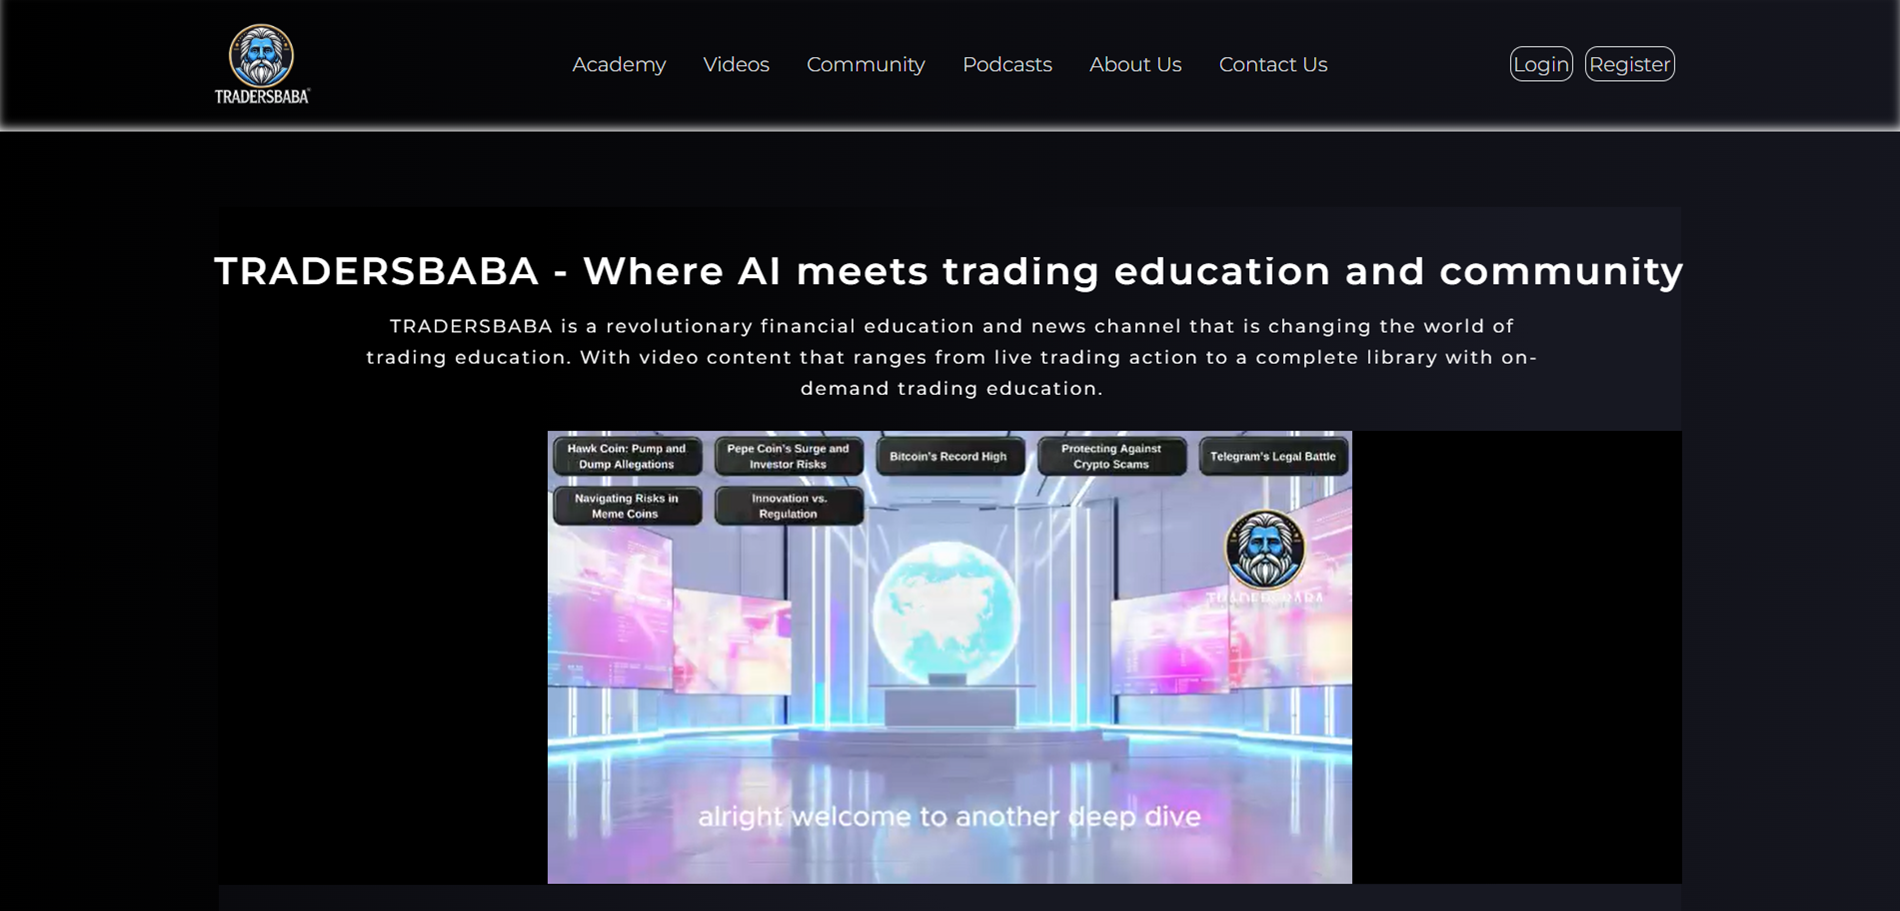 TRADERSBABA
Academy
Videos
Community
Podcasts
About Us
Contact Us
Login
Register
TRADERSBABA - Where AI meets trading education and community
TRADERSBABA is a revolutionary financial education and news channel that is changing the world of
trading education. With video content that ranges from live trading action to a complete library with on-
demand trading education.
Hawk Coin: Pump and
Dump Allegations
Pepe Coin's Surge and
Investor Risks
Bitcoin's Record High
Protecting Against
Crypto Scams
Telegram's Legal Battle
Navigating Risks in
Meme Coins
Innovation vs.
Regulation
TRADERSBABA
alright welcome to another deep dive